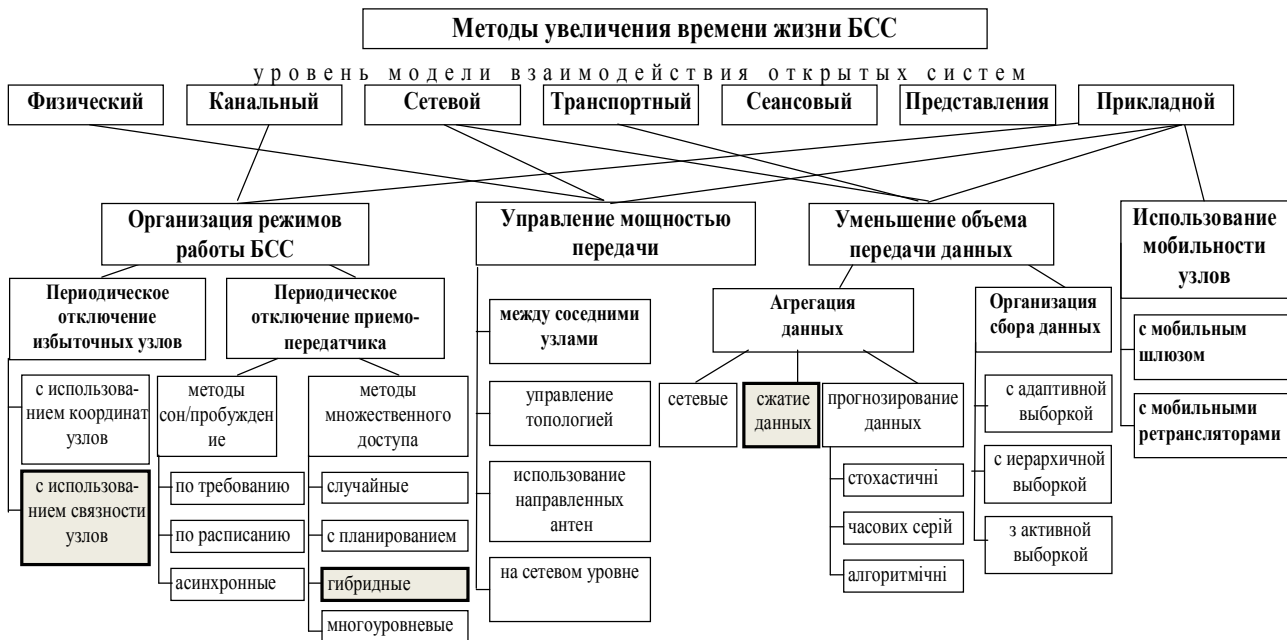 Методы увеличения времени жизни БСС
уровень модели взаимодействия открытых систем
Физический
Канальный
Сетевой
Транспортный
Сеансовый
Представления
Прикладной
Организация режимов
работы БСС
Управление мощностью
передачи
Уменьшение объема
передачи данных
Использование
мобильности
узлов
Периодическое
отключение
избыточных узлов
Периодическое
отключение приемо-
передатчика
с использова-
нием координат
узлов
с использова-
нием связности
узлов
методы
сон/пробужден
ие
по требованию
по расписанию
асинхронные
методы
множественного
доступа
случайные
с планированием
гибридные
многоуровневые
между соседними
узлами
управление
топологией
использование
направленных
антен
на сетевом уровне
Агрегация
данных
сетевые
сжатие
данных
прогнозирование
данных
стохастичні
часових серій
алгоритмічні
Организация
сбора данных
с адаптивной
выборкой
с иерархичной
выборкой
з активной
выборкой
с мобильным
шлюзом
с мобильными
ретрансляторами